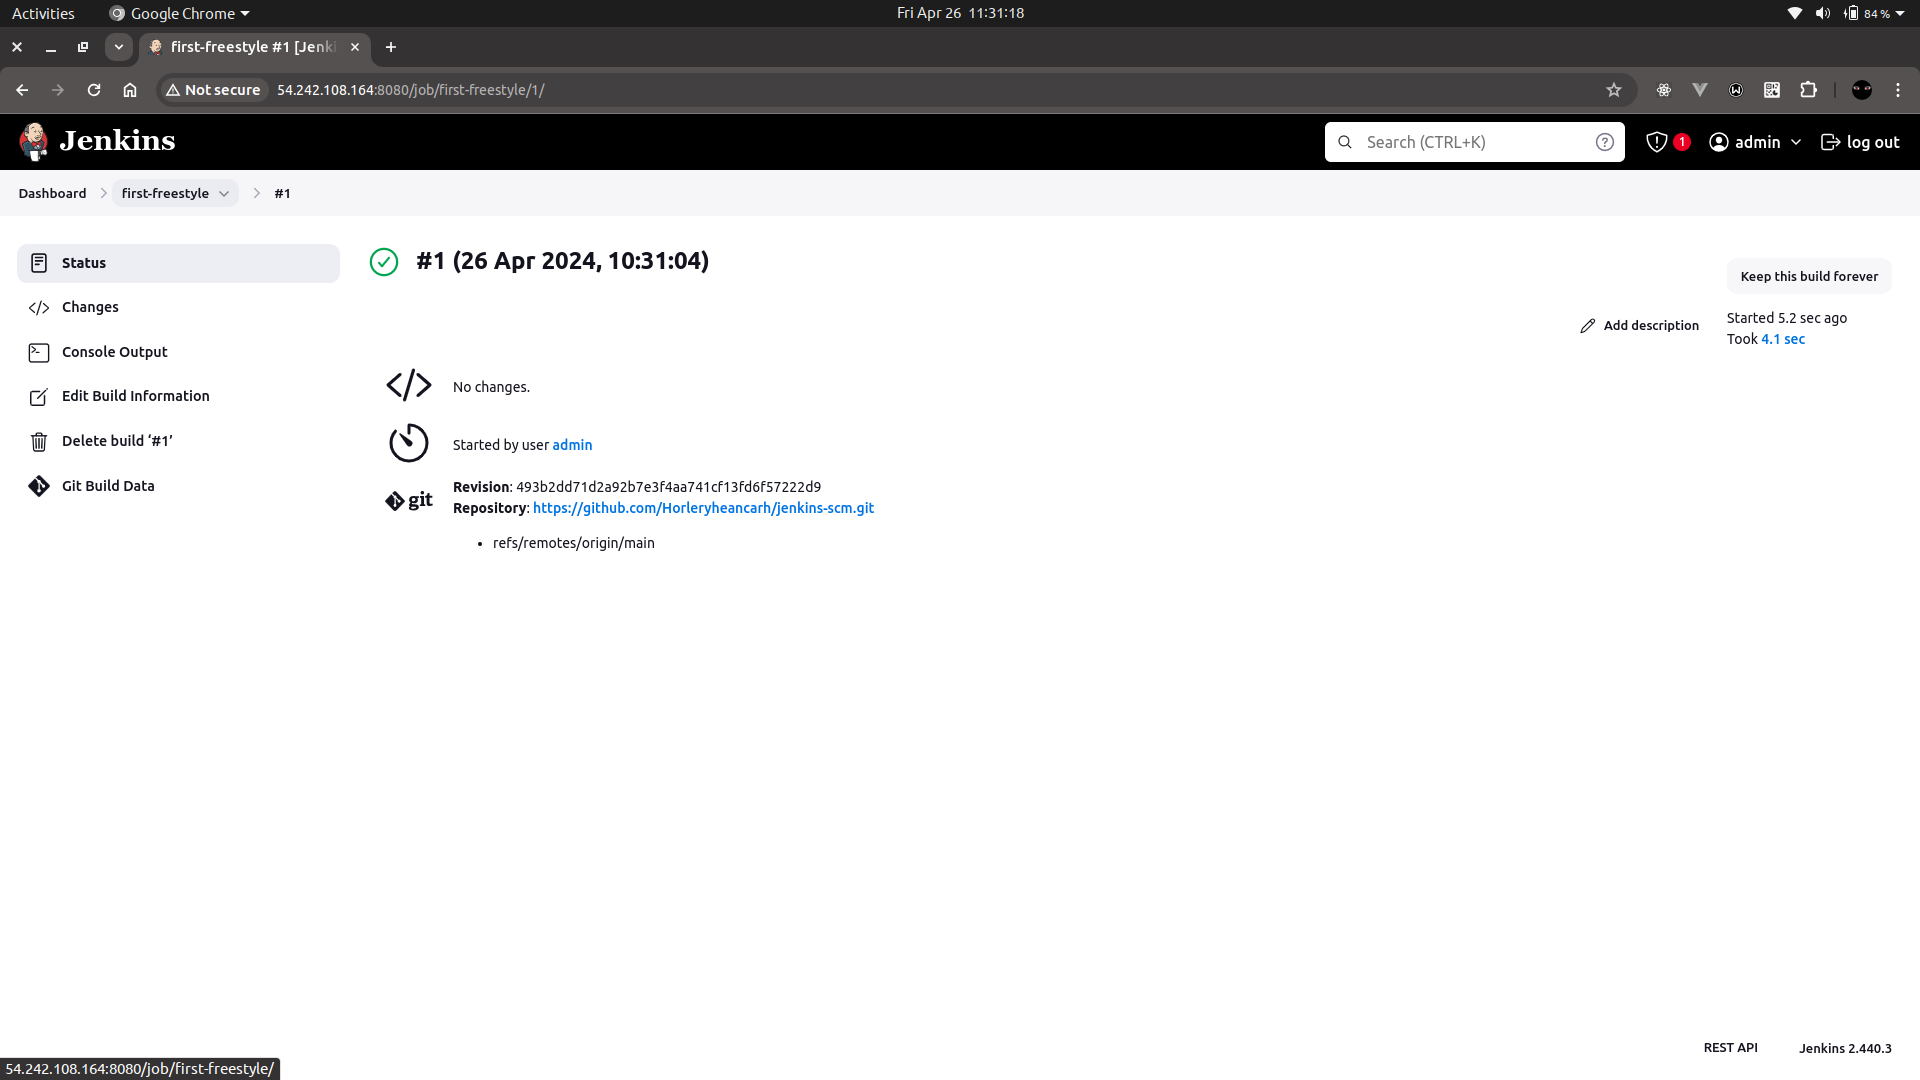 Activities
Google Chrome
Fri Apr 26 11:31:18
84 %
first-freestyle #1 [Jenki
Not secure
54.242.108.164:8080/job/first-freestyle/1/
Jenkins
Search (CTRL+K)
1
admin
log out
Dashboard
first-freestyle
#1
Status
Changes
Console Output
Edit Build Information
Delete build ‘#1’
Git Build Data
#1 (26 Apr 2024, 10:31:04)
Keep this build forever
Add description
Started 5.2 sec ago
Took 4.1 sec
No changes.
Started by user admin
git
Revision: 493b2dd71d2a92b7e3f4aa741cf13fd6f57222d9
Repository: https://github.com/Horleryheancarh/jenkins-scm.git
• refs/remotes/origin/main
REST API
Jenkins 2.440.3
54.242.108.164:8080/job/first-freestyle/